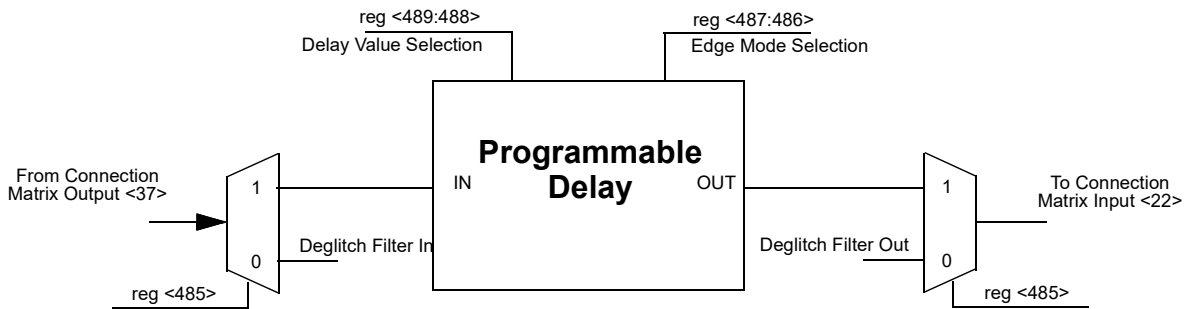 reg <489:488>
Delay Value Selection
reg <487:486>
Edge Mode Selection
Programmable
Delay
IN
OUT
From Connection
Matrix Output <37>
1
0
Deglitch Filter In
reg <485>
Deglitch Filter Out
1
0
To Connection
Matrix Input <22>
reg <485>